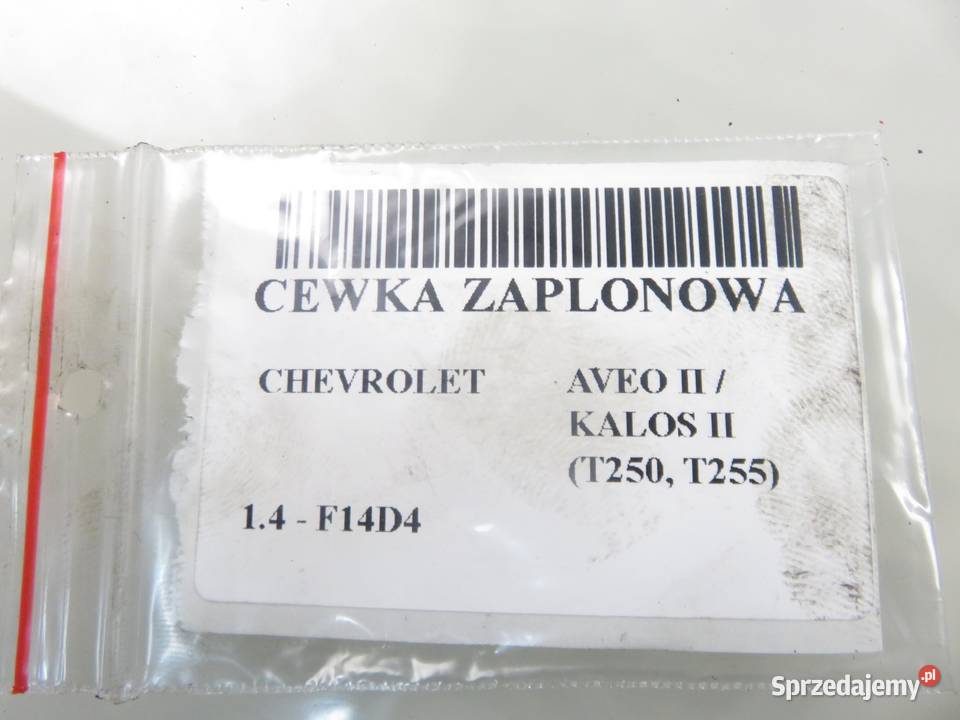 CEWKA ZAPLONOWA
CHEVROLET AVEO II /
KALOS II
(T250, T255)
1.4 - F14D4
Sprzedajemy.pl